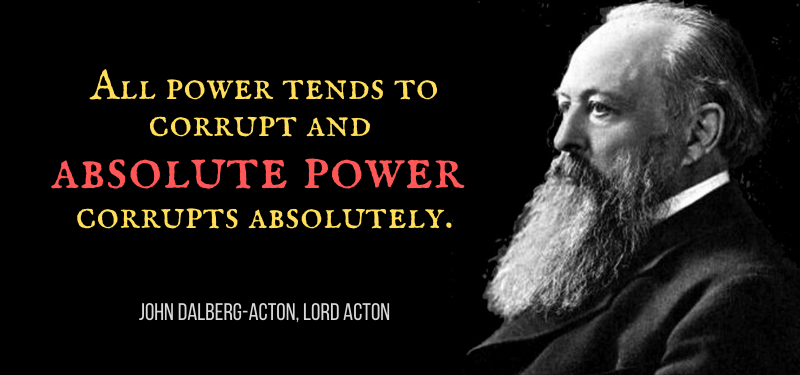 All power tends to
corrupt and
absolute power
corrupts absolutely.
JOHN DALBERG-ACTON, LORD ACTON